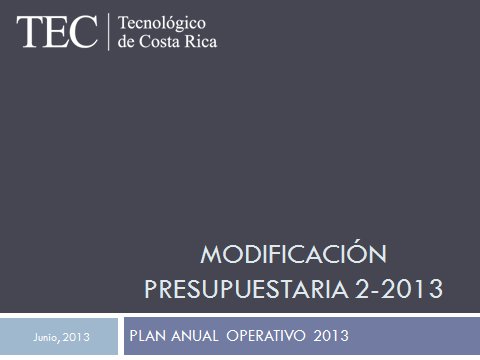 TEC | Tecnológico
de Costa Rica
MODIFICACIÓN
PRESUPUESTARIA 2-2013
Junio, 2013
PLAN ANUAL OPERATIVO 2013